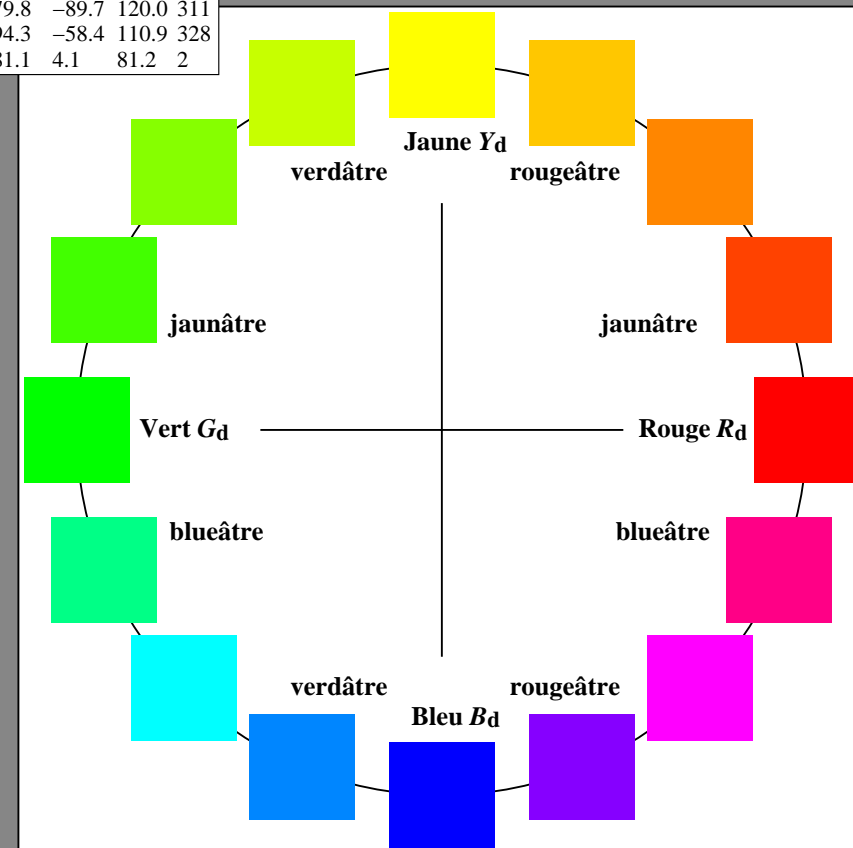 −89.7 120.0 311
−58.4 110.9 328
4.1 81.2 2
Jaune Yd
verdâtre rougeâtre
jaunâtre jaunâtre
Vert Gd Rouge Rd
blueâtre blueâtre
verdâtre rougeâtre
Bleu Bd